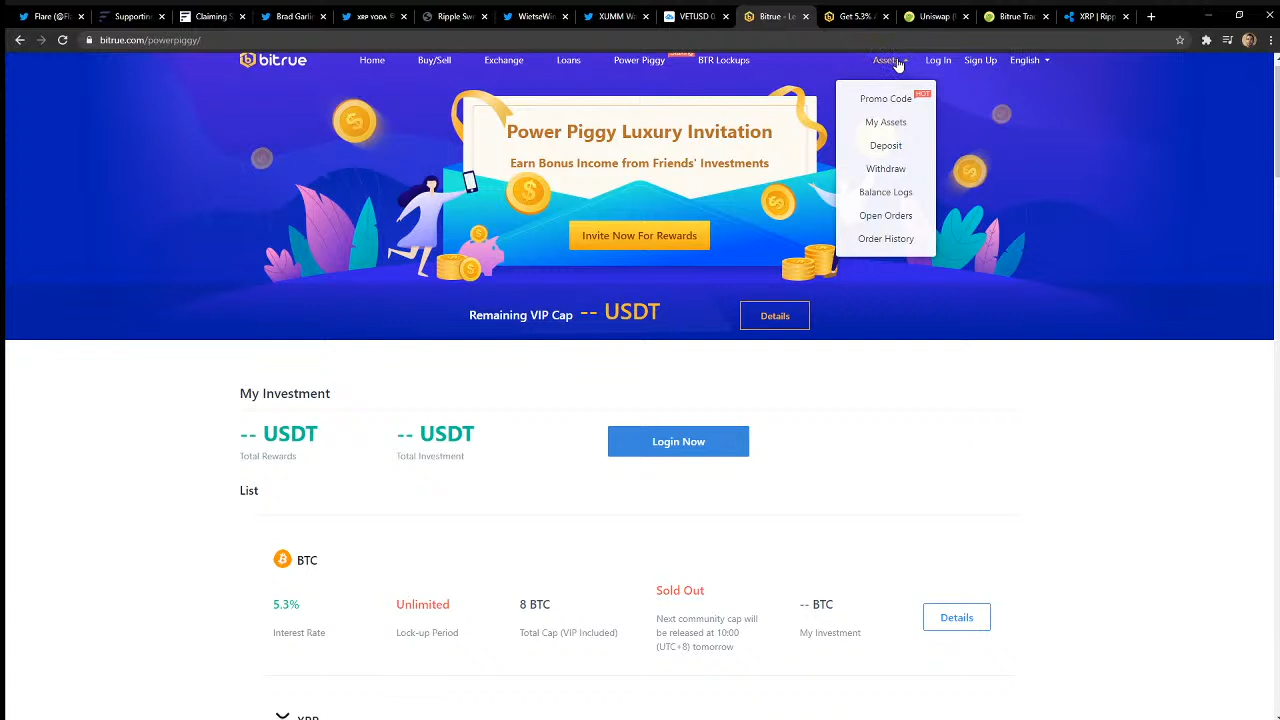 Flare (@Fl
Supportin
Claiming S
Brad Garlic
Ripple Sw
WietseWin
XUMM W
VETUSD 0.
Bitrue - Le
Get 5.3%
Uniswap (
Bitrue Tra
XRP | Ripp
bitrue.com/powerpiggy/
bitrue
Home
Buy/Sell
Exchange
Loans
Power Piggy
BTR Lockups
Assets
Log In
Sign Up
English
Promo Code
HOT
My Assets
Deposit
Withdraw
Balance Logs
Open Orders
Order History
Power Piggy Luxury Invitation
Earn Bonus Income from Friends' Investments
Invite Now For Rewards
Remaining VIP Cap -- USDT
Details
My Investment
-- USDT
Total Rewards
-- USDT
Total Investment
Login Now
List
BTC
5.3%
Interest Rate
Unlimited
Lock-up Period
8 BTC
Total Cap (VIP Included)
Sold Out
Next community cap will
be released at 10:00
(UTC+8) tomorrow
-- BTC
My Investment
Details
XRP